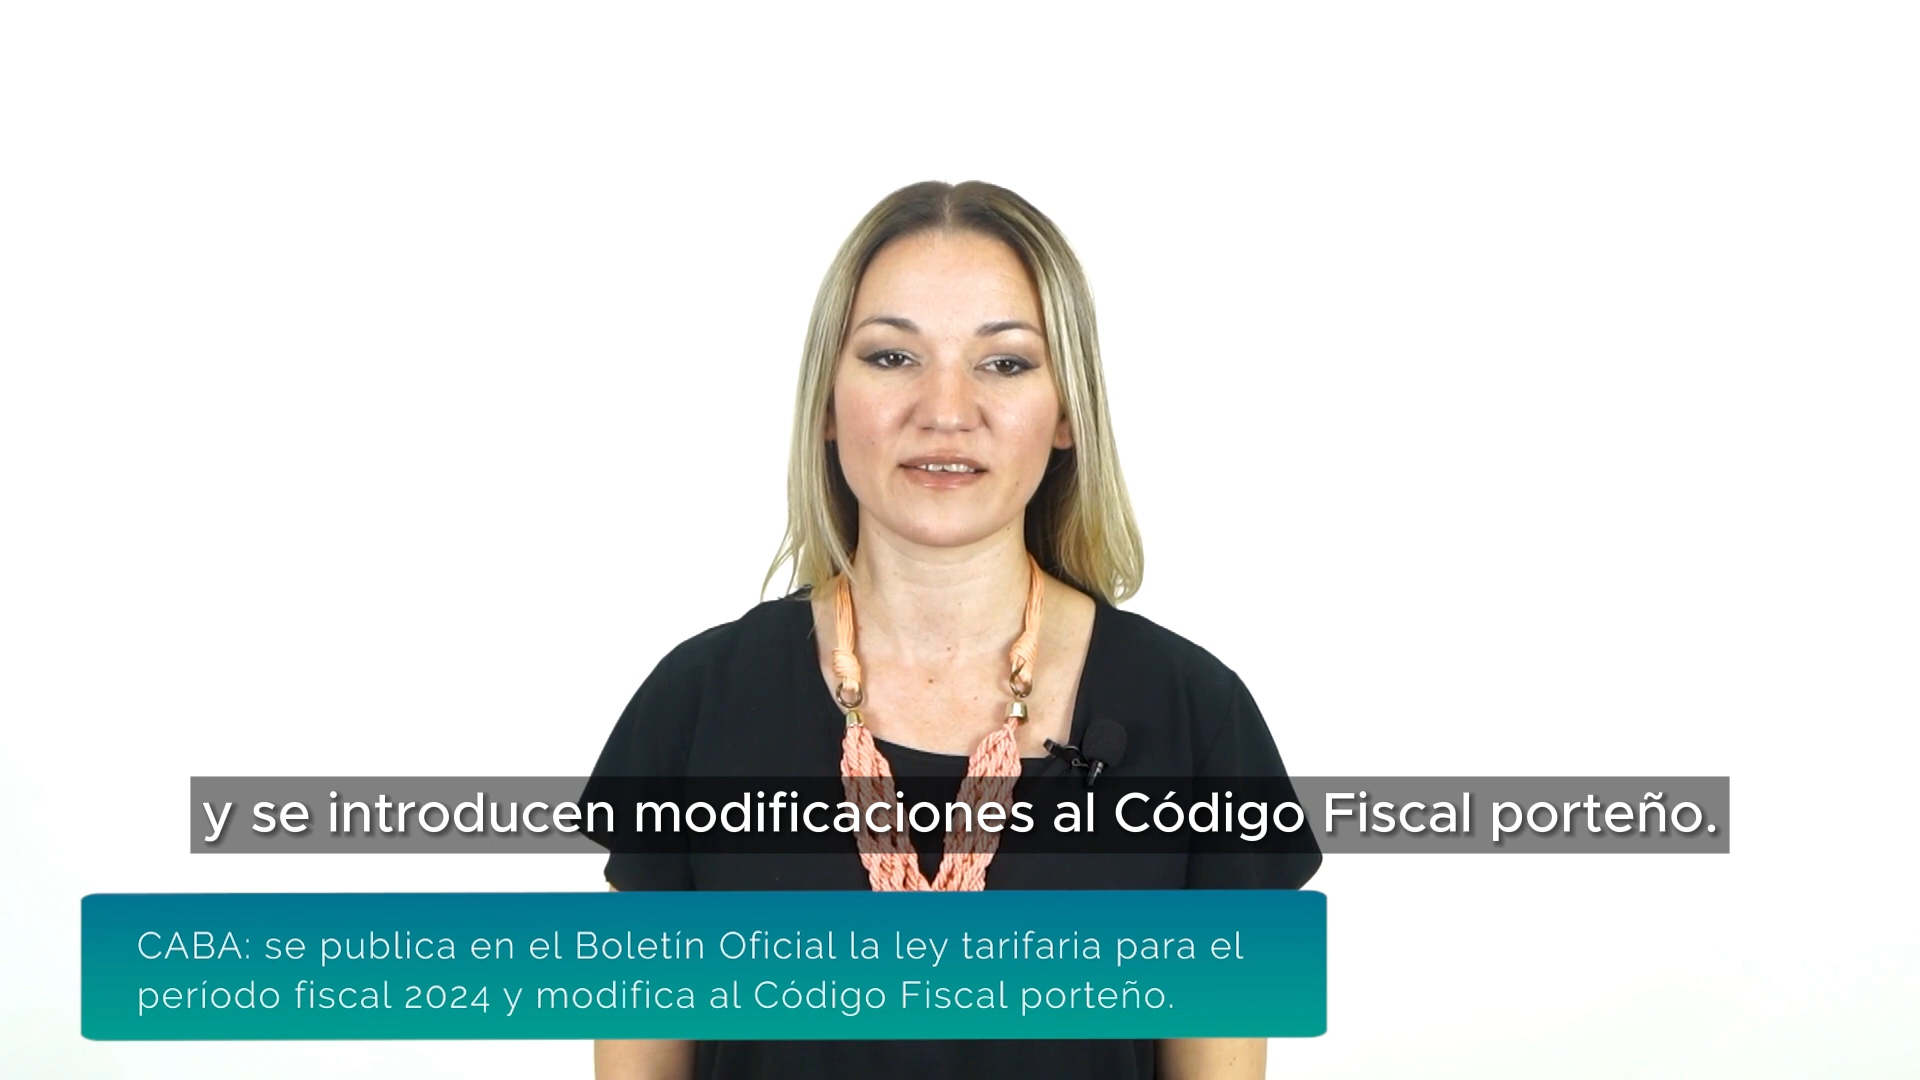 y se introducen modificaciones al Código Fiscal porteño.
CABA: se publica en el Boletín Oficial la ley tarifaria para el
período fiscal 2024 y modifica al Código Fiscal porteño.